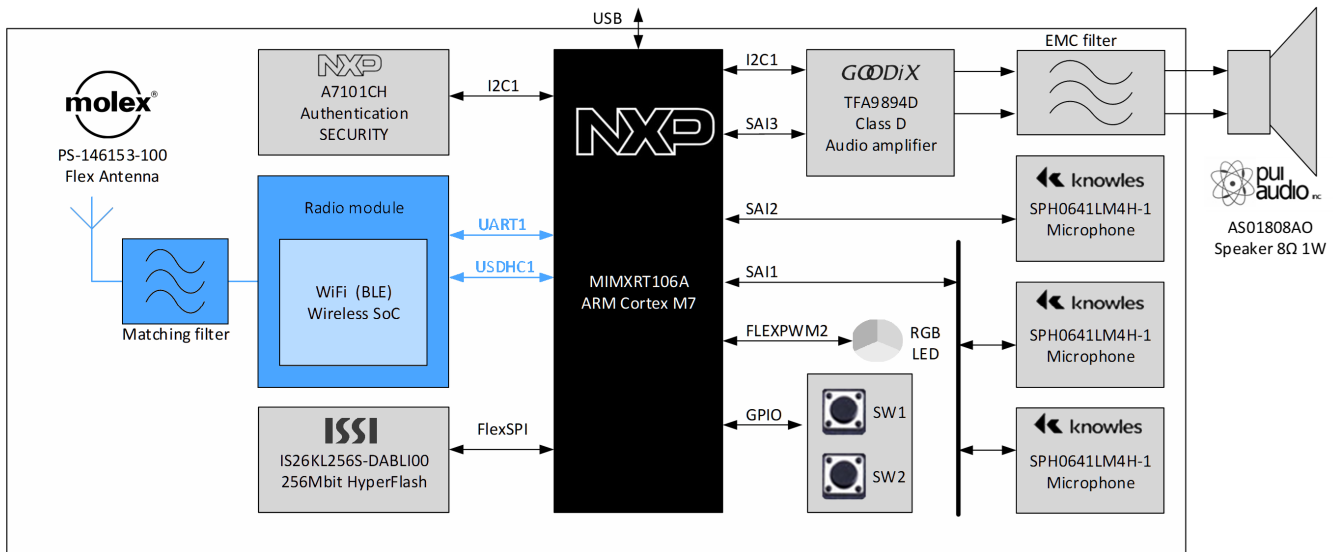 USB
molex®
PS-146153-100
Flex Antenna
Matching filter
NXP
A7101CH
Authentication
SECURITY
I2C1
Radio module
WiFi (BLE)
Wireless SoC
UART1
USDHC1
ISSI
IS26KL256S-DABLI00
256Mbit HyperFlash
FlexSPI
NXP
MIMXRT106A
ARM Cortex M7
I2C1
SAI3
SAI2
SAI1
FLEXPWM2
GPIO
GOODiX
TFA9894D
Class D
Audio amplifier
RGB
LED
SW1
SW2
EMC filter
knowles
SPH0641LM4H-1
Microphone
knowles
SPH0641LM4H-1
Microphone
knowles
SPH0641LM4H-1
Microphone
pui
audio inc
AS01808AO
Speaker 8Ω 1W